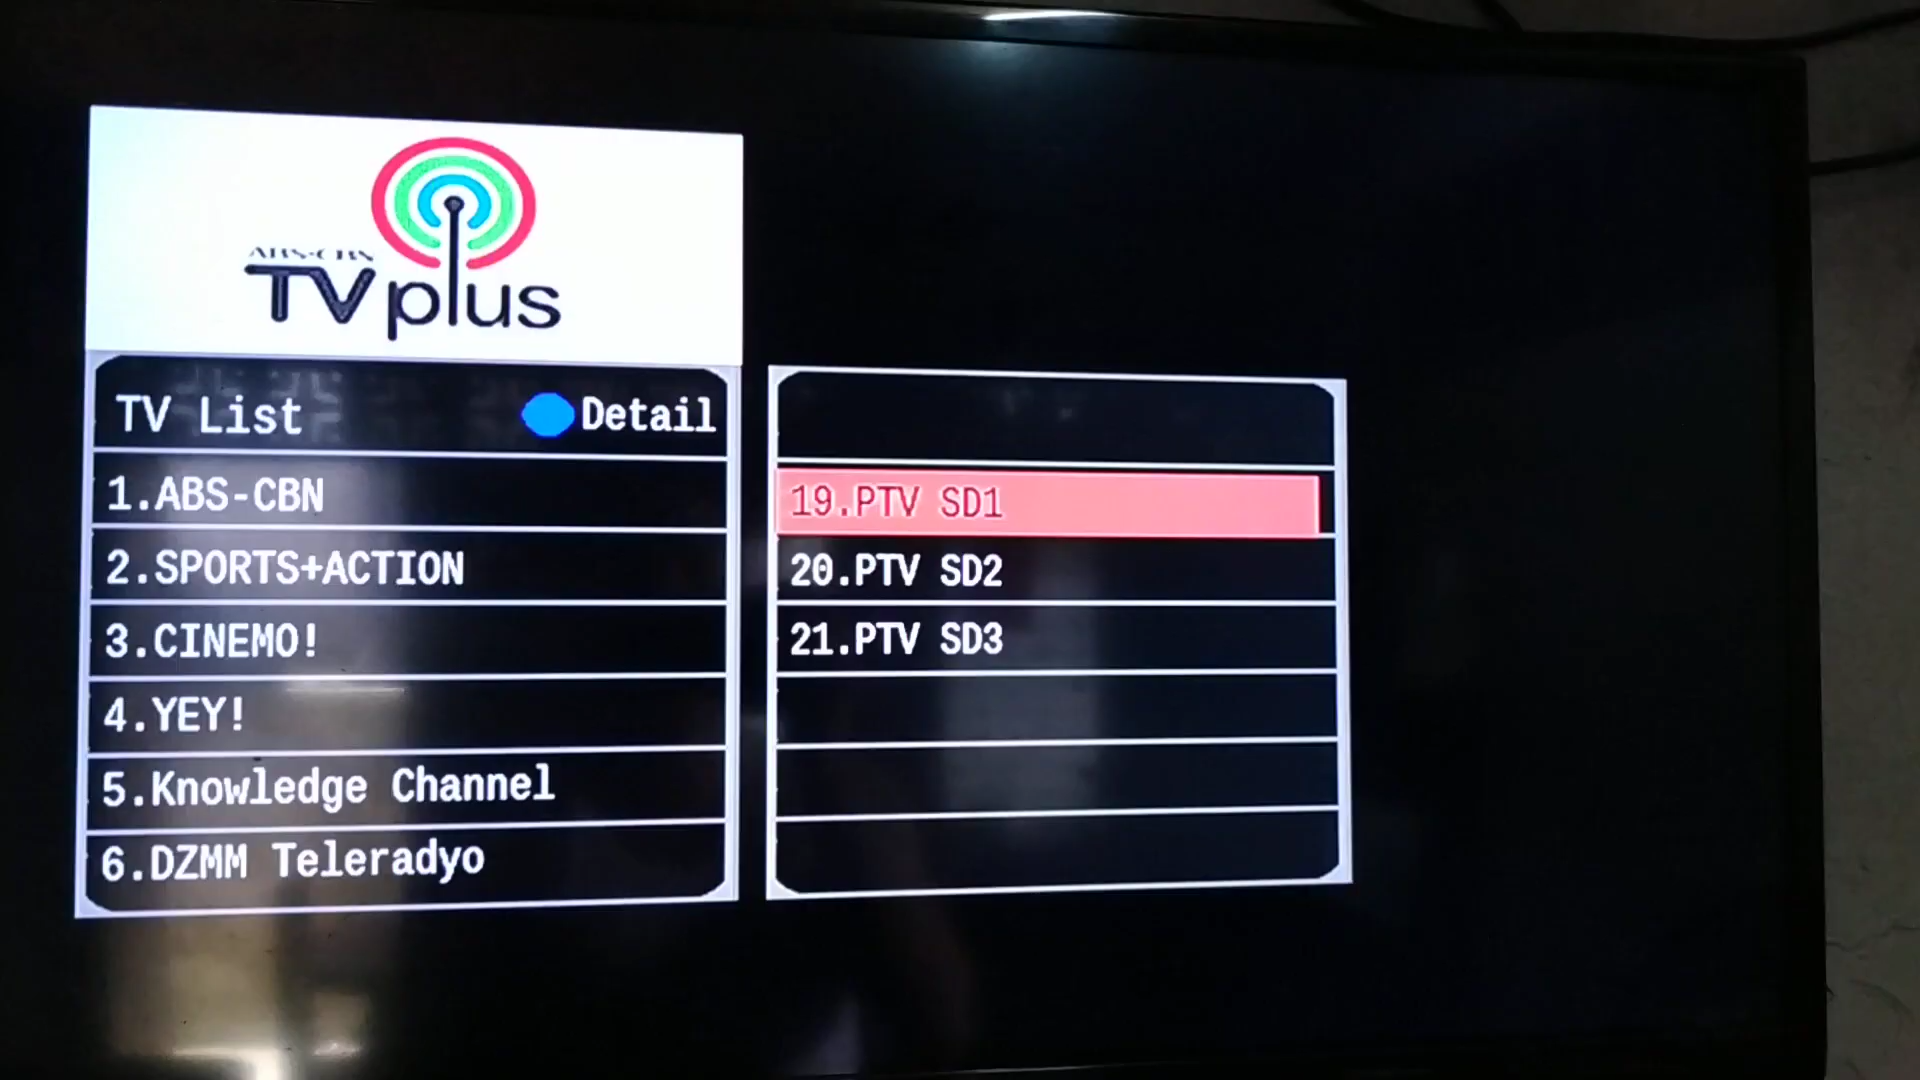 ABS-CBN
TVplus
TV List
Detail
1.ABS-CBN
2.SPORTS+ACTION
3.CINEMO!
4.YEY!
5.Knowledge Channel
6.DZMM Teleradyo
19.PTV SD1
20.PTV SD2
21.PTV SD3